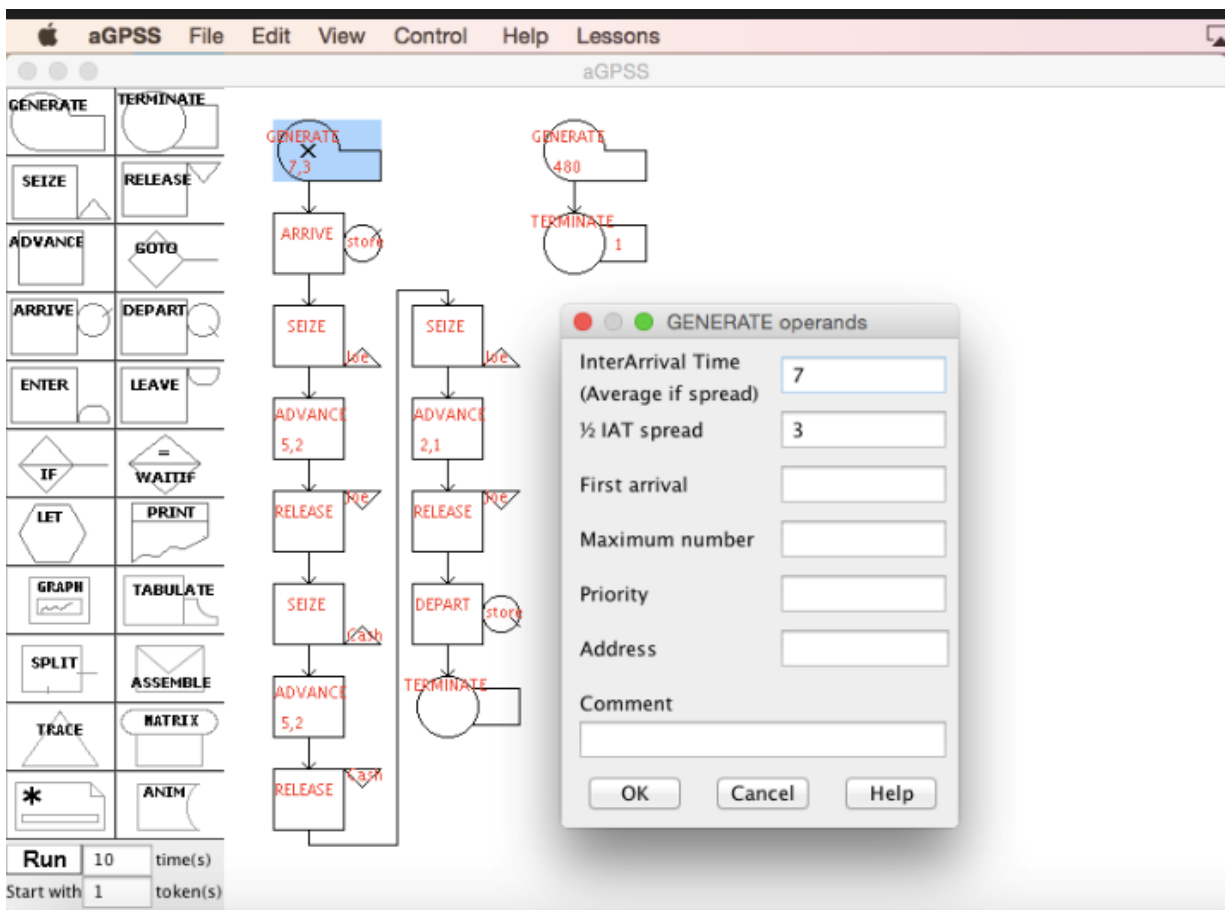 aGPSS File Edit View Control Help Lessons
aGPSS
GENERATE TERMINATE
SEIZE RELEASE
ADVANCE GOTO
ARRIVE DEPART
ENTER LEAVE
IF = WAITIF
LET PRINT
GRAPH TABULATE
SPLIT ASSEMBLE
TRACE MATRIX
* ANIM
Run 10 time(s)
Start with 1 token(s)
GENERATE
7,3
ARRIVE store
SEIZE
Joe
ADVANCE
5,2
RELEASE Joe
SEIZE
Cash
ADVANCE
5,2
RELEASE Cash
SEIZE
Joe
ADVANCE
2,1
RELEASE Joe
DEPART store
TERMINATE
GENERATE
480
TERMINATE
1
GENERATE operands
InterArrival Time
(Average if spread) 7
½ IAT spread 3
First arrival
Maximum number
Priority
Address
Comment
OK Cancel Help